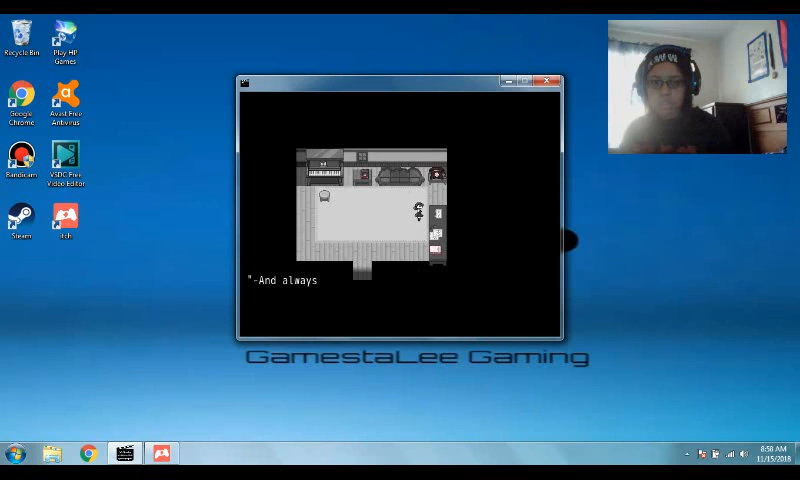 Recycle Bin
Play HP
Games
Google
Chrome
Avast Free
Antivirus
Bandicam
VSDC Free
Video Editor
Steam
itch
"-And always
GamestaLee Gaming
8:58 AM
11/15/2018